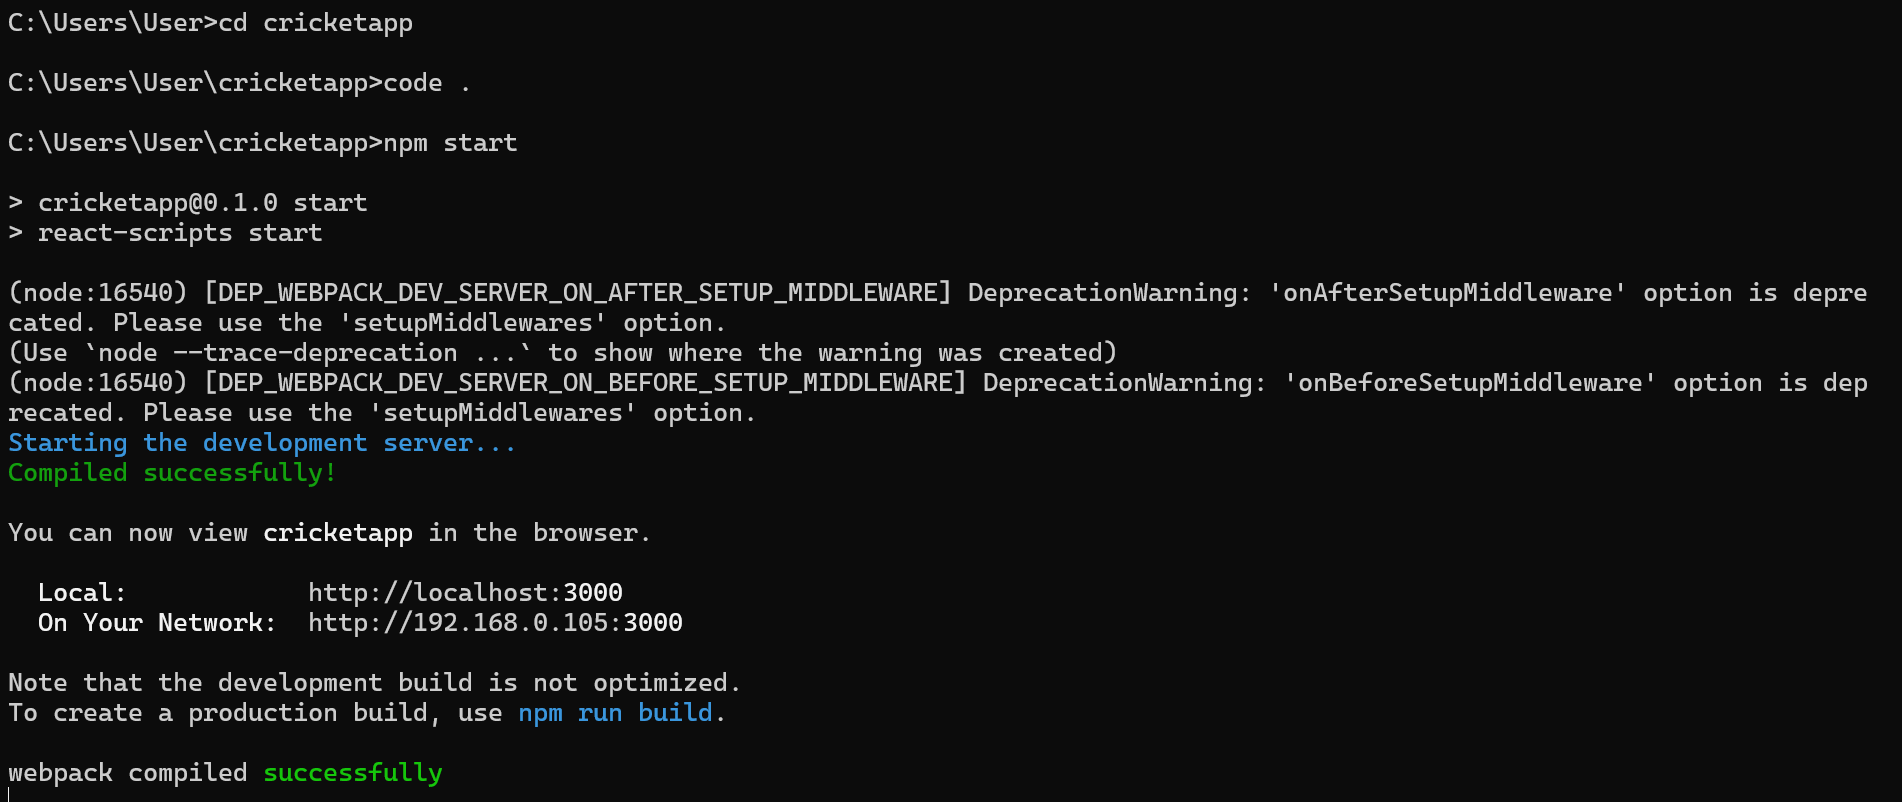 C:\Users\User>cd cricketapp
C:\Users\User\cricketapp>code .
C:\Users\User\cricketapp>npm start
> cricketapp@0.1.0 start
> react-scripts start
(node:16540) [DEP_WEBPACK_DEV_SERVER_ON_AFTER_SETUP_MIDDLEWARE] DeprecationWarning: 'onAfterSetupMiddleware' option is depre
cated. Please use the 'setupMiddlewares' option.
(Use `node --trace-deprecation ...` to show where the warning was created)
(node:16540) [DEP_WEBPACK_DEV_SERVER_ON_BEFORE_SETUP_MIDDLEWARE] DeprecationWarning: 'onBeforeSetupMiddleware' option is dep
recated. Please use the 'setupMiddlewares' option.
Starting the development server...
Compiled successfully!
You can now view cricketapp in the browser.
Local: http://localhost:3000
On Your Network: http://192.168.0.105:3000
Note that the development build is not optimized.
To create a production build, use npm run build.
webpack compiled successfully